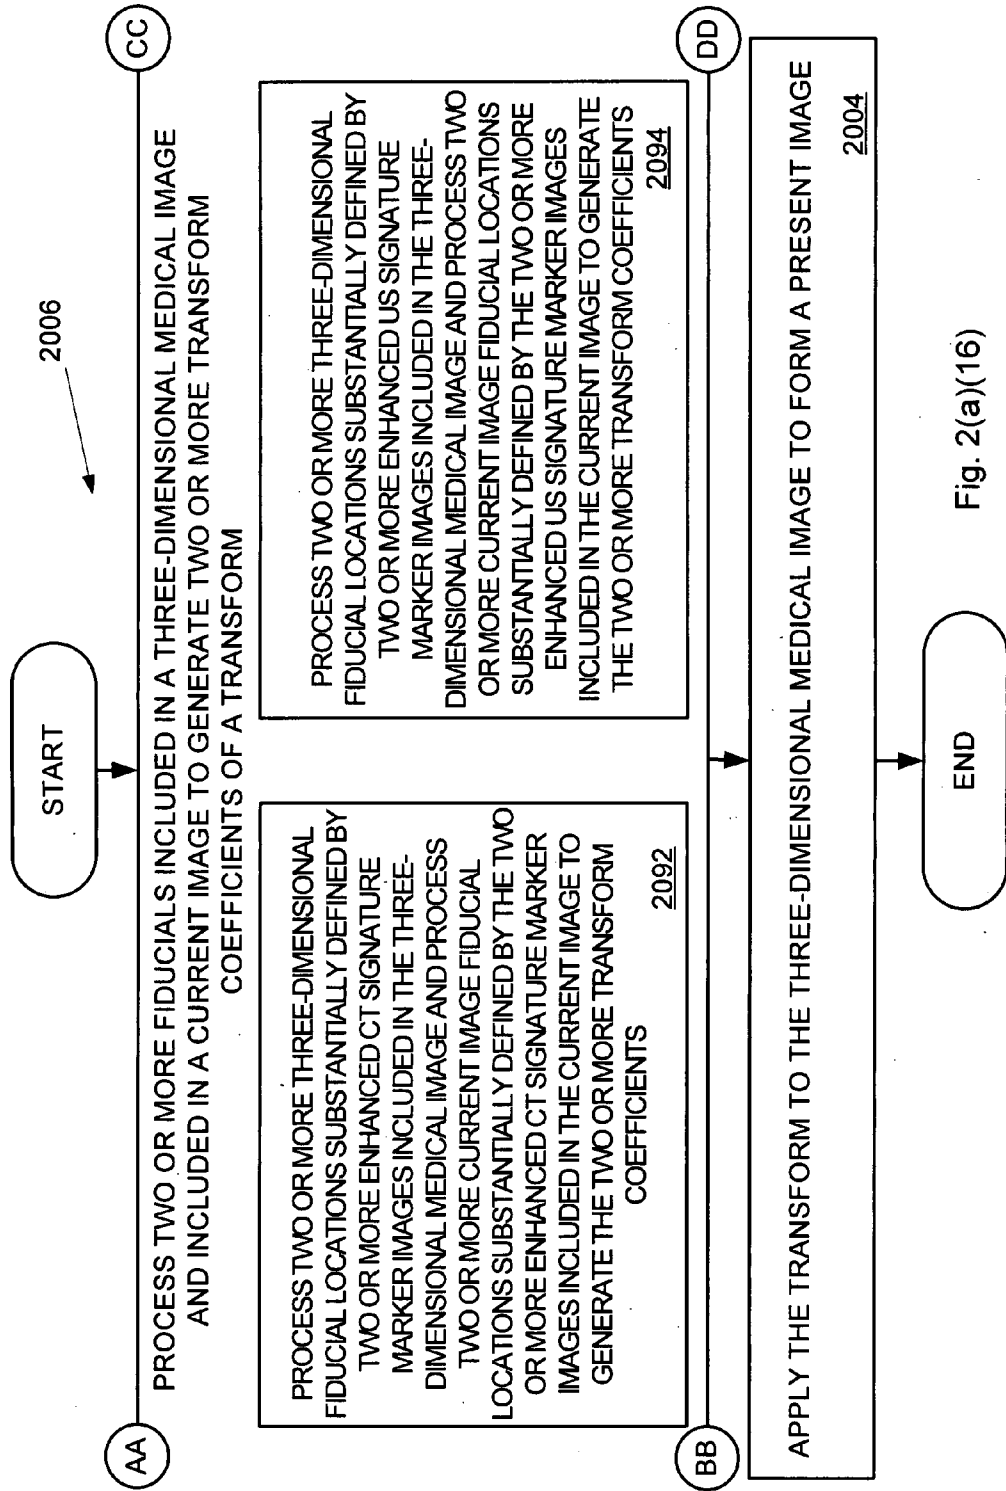 2006
START
AA
CC
PROCESS TWO OR MORE FIDUCIALS INCLUDED IN A THREE-DIMENSIONAL MEDICAL IMAGE
AND INCLUDED IN A CURRENT IMAGE TO GENERATE TWO OR MORE TRANSFORM
COEFFICIENTS OF A TRANSFORM
PROCESS TWO OR MORE THREE-DIMENSIONAL
FIDUCIAL LOCATIONS SUBSTANTIALLY DEFINED BY
TWO OR MORE ENHANCED CT SIGNATURE
MARKER IMAGES INCLUDED IN THE THREE-
DIMENSIONAL MEDICAL IMAGE AND PROCESS
TWO OR MORE CURRENT IMAGE FIDUCIAL
LOCATIONS SUBSTANTIALLY DEFINED BY THE TWO
OR MORE ENHANCED CT SIGNATURE MARKER
IMAGES INCLUDED IN THE CURRENT IMAGE TO
GENERATE THE TWO OR MORE TRANSFORM
COEFFICIENTS
2092
PROCESS TWO OR MORE THREE-DIMENSIONAL
FIDUCIAL LOCATIONS SUBSTANTIALLY DEFINED BY
TWO OR MORE ENHANCED US SIGNATURE
MARKER IMAGES INCLUDED IN THE THREE-
DIMENSIONAL MEDICAL IMAGE AND PROCESS TWO
OR MORE CURRENT IMAGE FIDUCIAL LOCATIONS
SUBSTANTIALLY DEFINED BY THE TWO OR MORE
ENHANCED US SIGNATURE MARKER IMAGES
INCLUDED IN THE CURRENT IMAGE TO GENERATE
THE TWO OR MORE TRANSFORM COEFFICIENTS
2094
BB
DD
APPLY THE TRANSFORM TO THE THREE-DIMENSIONAL MEDICAL IMAGE TO FORM A PRESENT IMAGE
2004
END
Fig. 2(a)(16)